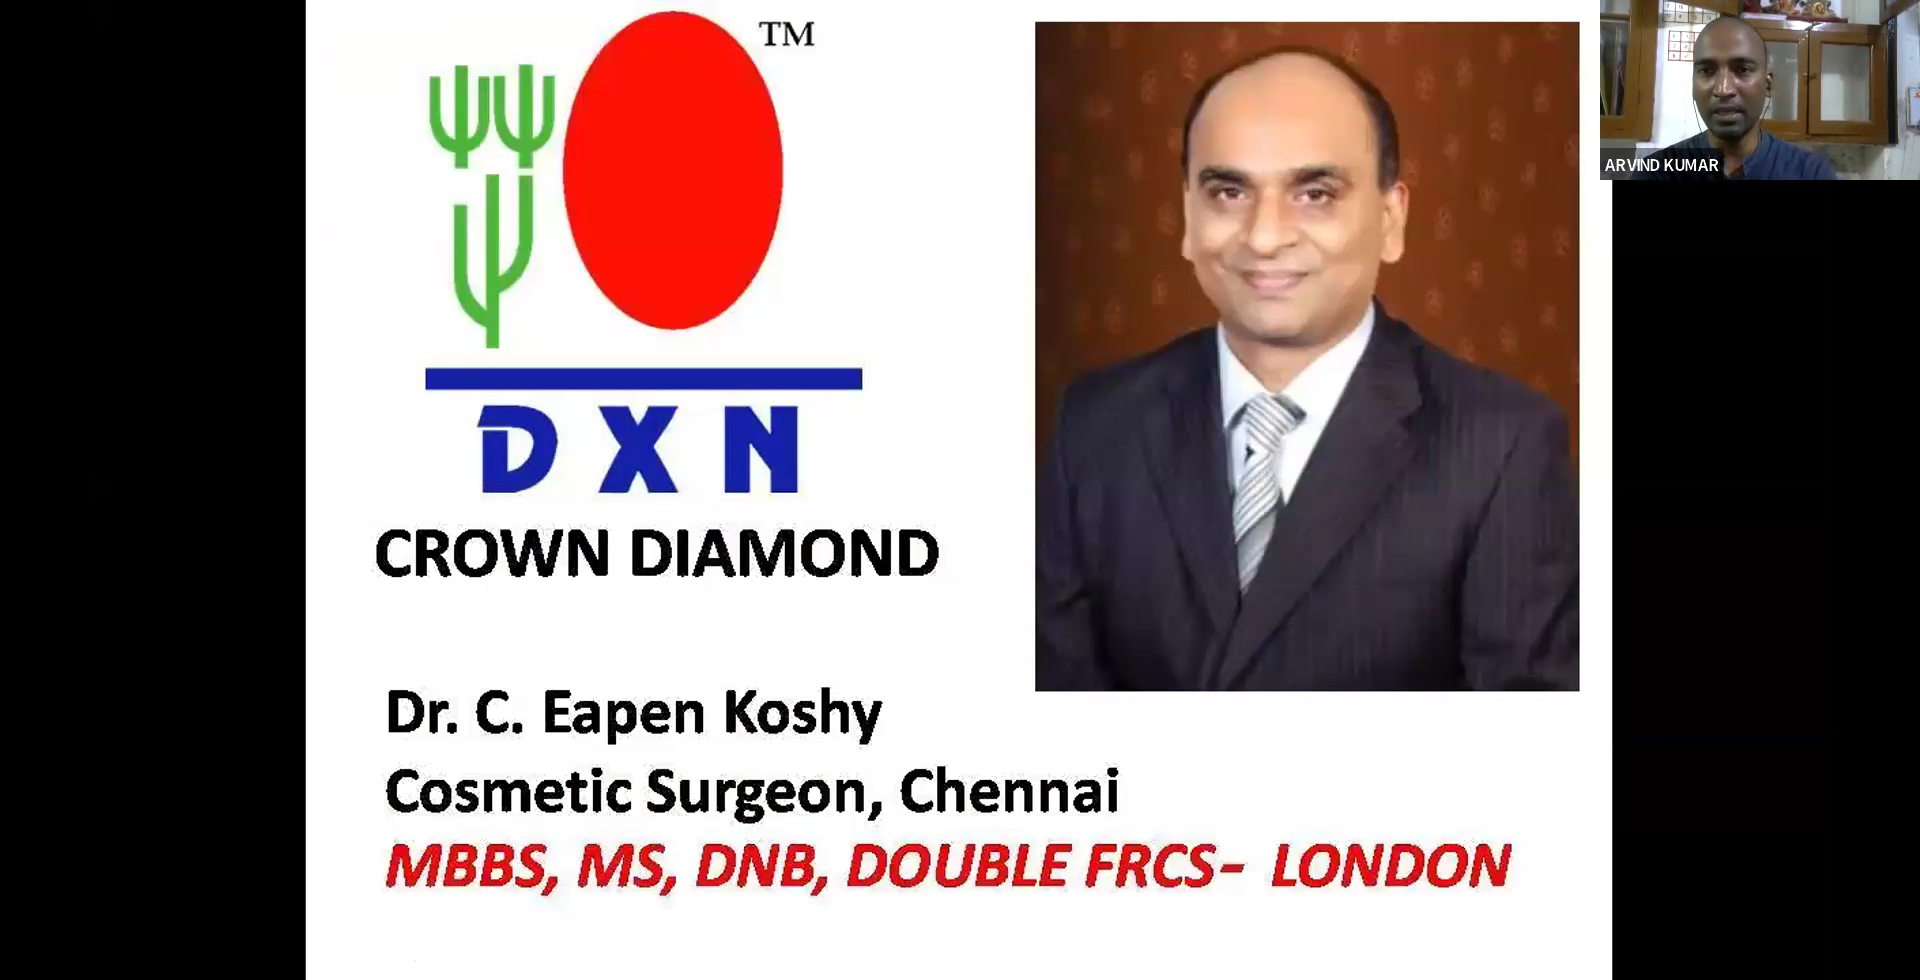 TM
DXN
CROWN DIAMOND
Dr. C. Eapen Koshy
Cosmetic Surgeon, Chennai
MBBS, MS, DNB, DOUBLE FRCS- LONDON
ARVIND KUMAR